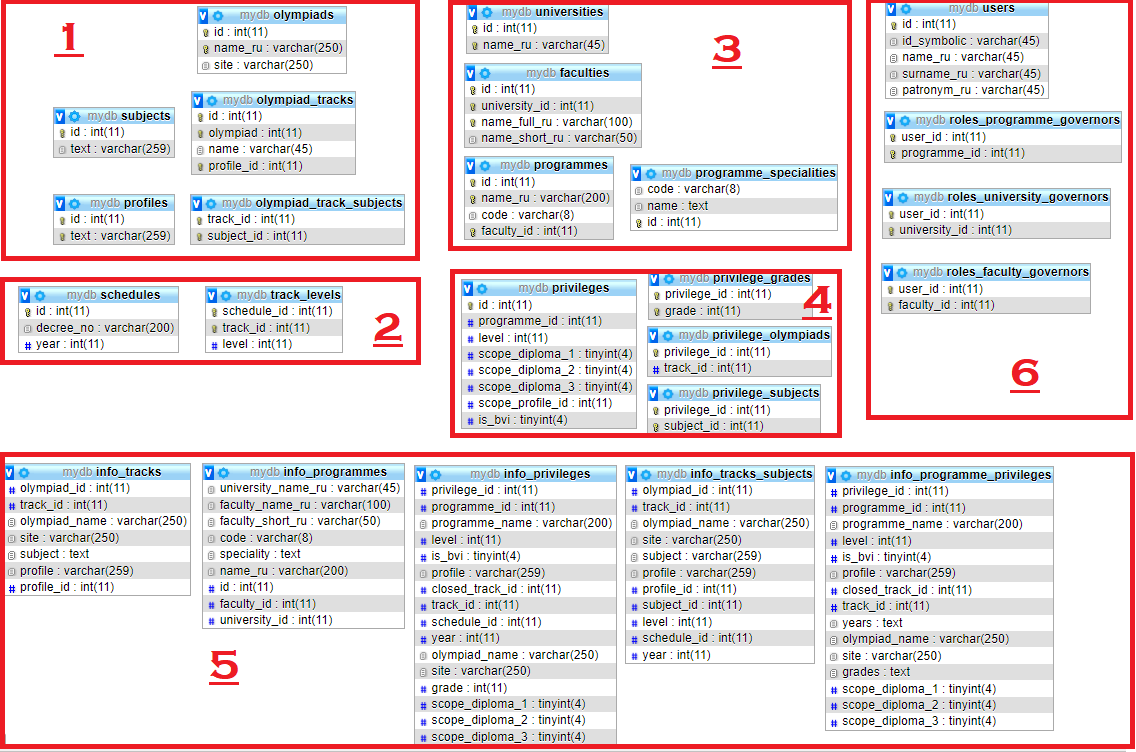 1
mydb olympiads
id : int(11)
name_ru : varchar(250)
site : varchar(250)
mydb subjects
id : int(11)
text : varchar(259)
mydb olympiad_tracks
id : int(11)
olympiad : int(11)
name : varchar(45)
profile_id : int(11)
mydb profiles
id : int(11)
text : varchar(259)
mydb olympiad_track_subjects
track_id : int(11)
subject_id : int(11)
2
mydb schedules
id : int(11)
decree_no : varchar(200)
year : int(11)
mydb track_levels
schedule_id : int(11)
track_id : int(11)
level : int(11)
3
mydb universities
id : int(11)
name_ru : varchar(45)
mydb faculties
id : int(11)
university_id : int(11)
name_full_ru : varchar(100)
name_short_ru : varchar(50)
mydb programmes
id : int(11)
name_ru : varchar(200)
code : varchar(8)
faculty_id : int(11)
mydb programme_specialities
code : varchar(8)
name : text
id : int(11)
4
mydb privileges
id : int(11)
programme_id : int(11)
level : int(11)
scope_diploma_1 : tinyint(4)
scope_diploma_2 : tinyint(4)
scope_diploma_3 : tinyint(4)
scope_profile_id : int(11)
is_bvi : tinyint(4)
mydb privilege_grades
privilege_id : int(11)
grade : int(11)
mydb privilege_olympiads
privilege_id : int(11)
track_id : int(11)
mydb privilege_subjects
privilege_id : int(11)
subject_id : int(11)
6
mydb users
id : int(11)
id_symbolic : varchar(45)
name_ru : varchar(45)
surname_ru : varchar(45)
patronym_ru : varchar(45)
mydb roles_programme_governors
user_id : int(11)
programme_id : int(11)
mydb roles_university_governors
user_id : int(11)
university_id : int(11)
mydb roles_faculty_governors
user_id : int(11)
faculty_id : int(11)
5
mydb info_tracks
olympiad_id : int(11)
track_id : int(11)
olympiad_name : varchar(250)
site : varchar(250)
subject : text
profile : varchar(259)
profile_id : int(11)
mydb info_programmes
university_name_ru : varchar(45)
faculty_name_ru : varchar(100)
faculty_short_ru : varchar(50)
code : varchar(8)
speciality : text
name_ru : varchar(200)
id : int(11)
faculty_id : int(11)
university_id : int(11)
mydb info_privileges
privilege_id : int(11)
programme_id : int(11)
programme_name : varchar(200)
level : int(11)
is_bvi : tinyint(4)
profile : varchar(259)
closed_track_id : int(11)
track_id : int(11)
schedule_id : int(11)
year : int(11)
olympiad_name : varchar(250)
site : varchar(250)
grade : int(11)
scope_diploma_1 : tinyint(4)
scope_diploma_2 : tinyint(4)
scope_diploma_3 : tinyint(4)
mydb info_tracks_subjects
olympiad_id : int(11)
track_id : int(11)
olympiad_name : varchar(250)
site : varchar(250)
subject : varchar(259)
profile : varchar(259)
profile_id : int(11)
subject_id : int(11)
level : int(11)
schedule_id : int(11)
year : int(11)
mydb info_programme_privileges
privilege_id : int(11)
programme_id : int(11)
programme_name : varchar(200)
level : int(11)
is_bvi : tinyint(4)
profile : varchar(259)
closed_track_id : int(11)
track_id : int(11)
years : text
olympiad_name : varchar(250)
site : varchar(250)
grades : text
scope_diploma_1 : tinyint(4)
scope_diploma_2 : tinyint(4)
scope_diploma_3 : tinyint(4)